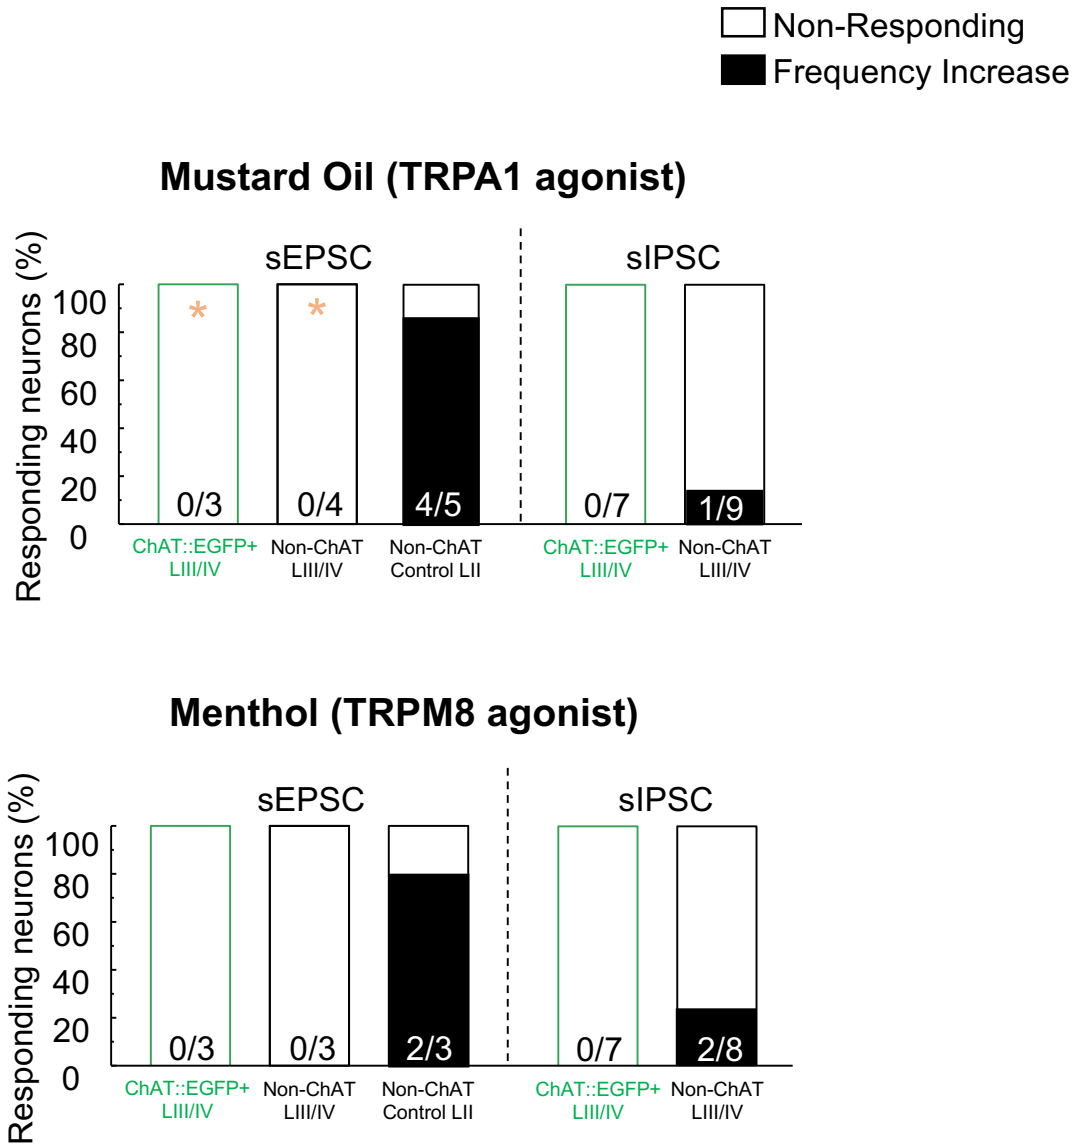 Non-Responding
Frequency Increase
Mustard Oil (TRPA1 agonist)
Responding neurons (%)
sEPSC
sIPSC
100
80
60
40
20
0
*
*
0/3
0/4
4/5
0/7
1/9
ChAT::EGFP+
LIII/IV
Non-ChAT
LIII/IV
Non-ChAT
Control LII
ChAT::EGFP+
LIII/IV
Non-ChAT
LIII/IV
Menthol (TRPM8 agonist)
Responding neurons (%)
sEPSC
sIPSC
100
80
60
40
20
0
0/3
0/3
2/3
0/7
2/8
ChAT::EGFP+
LIII/IV
Non-ChAT
LIII/IV
Non-ChAT
Control LII
ChAT::EGFP+
LIII/IV
Non-ChAT
LIII/IV